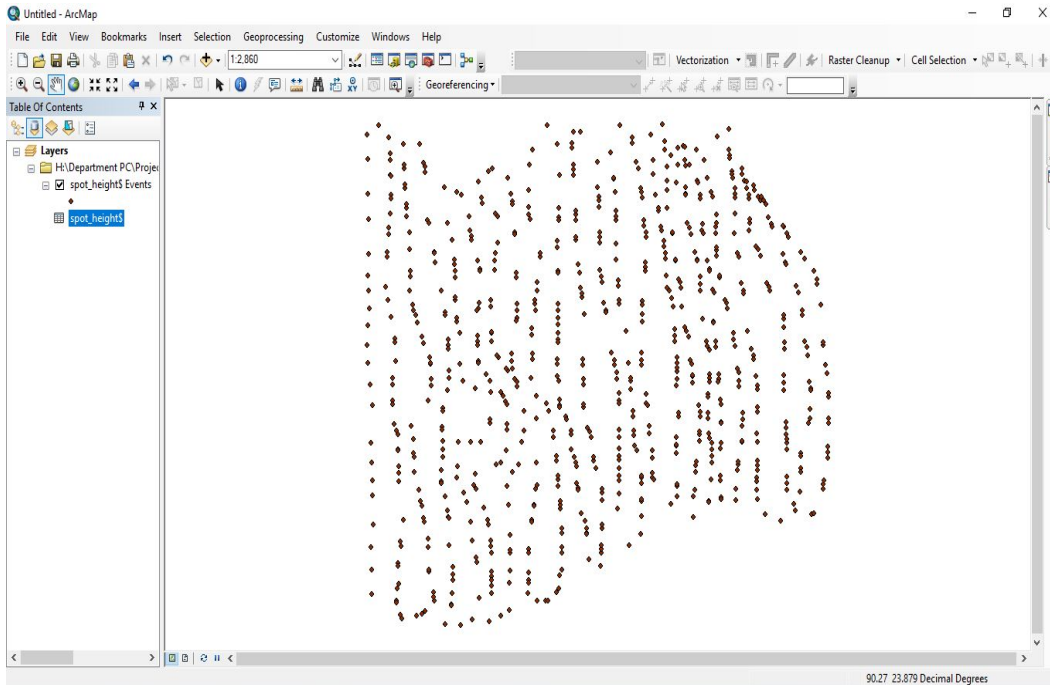 Untitled - ArcMap
File Edit View Bookmarks Insert Selection Geoprocessing Customize Windows Help
1:2,860 Vectorization Raster Cleanup Cell Selection
Georeferencing
Table Of Contents
Layers
H:\Department PC\Projec
spot_height$ Events
spot_height$
90.27 23.879 Decimal Degrees